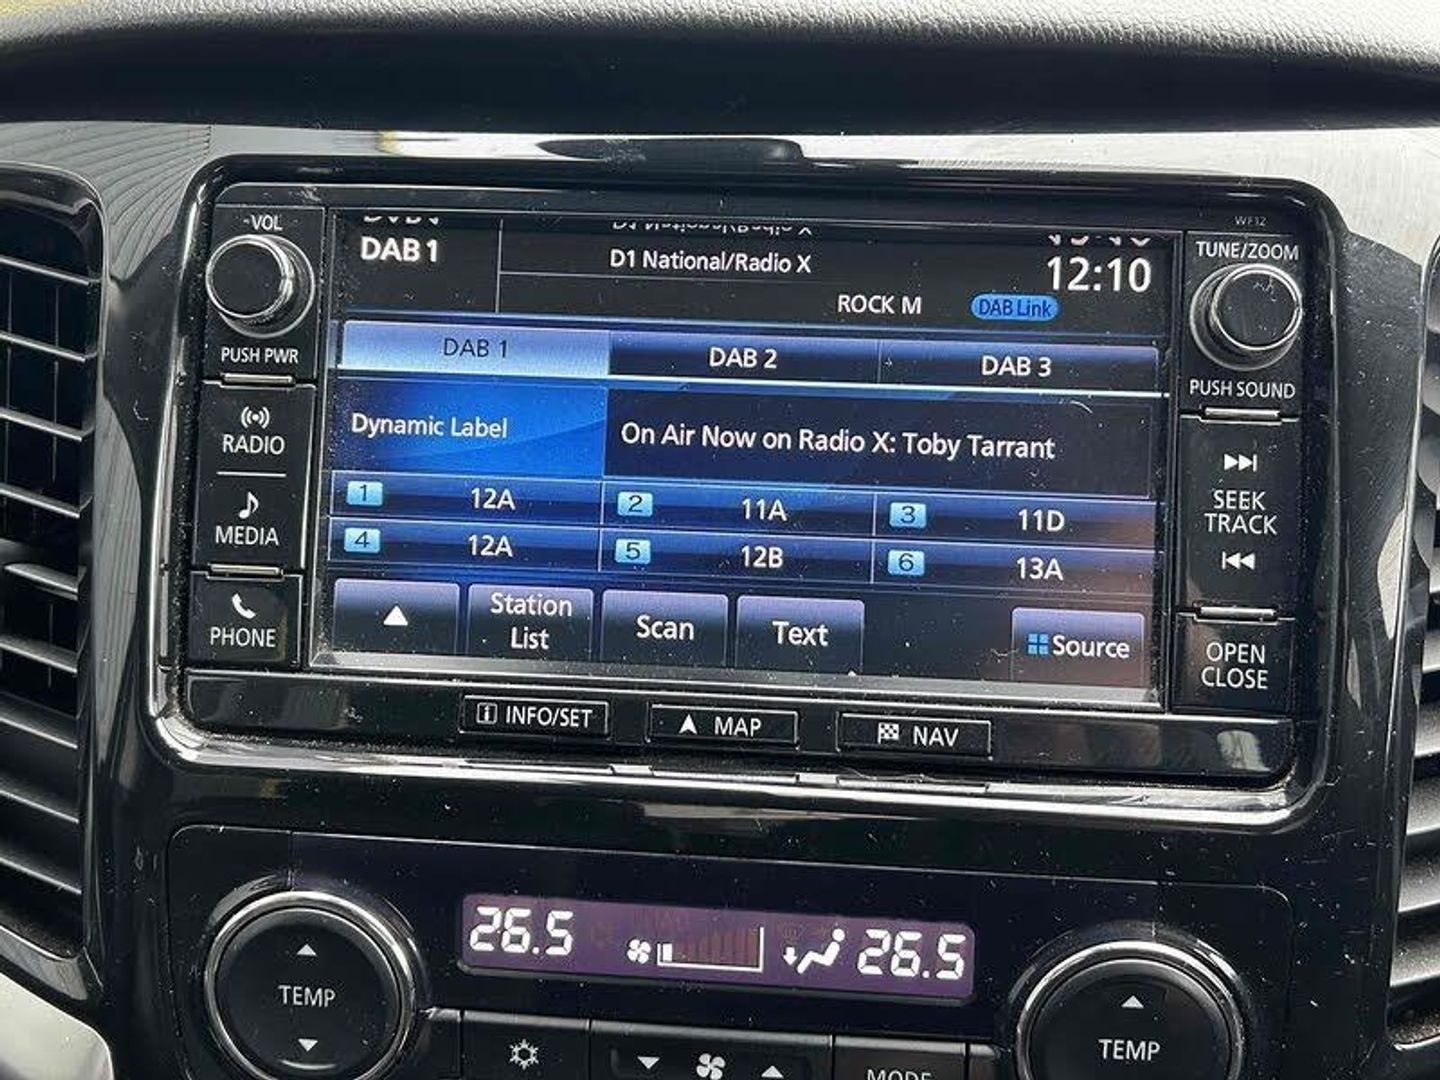 VOL
DAB1
D1 National/Radio X
12:10
WF12
TUNE/ZOOM
ROCK M
DAB Link
PUSH PWR
DAB 1
DAB 2
DAB 3
PUSH SOUND
RADIO
Dynamic Label
On Air Now on Radio X: Toby Tarrant
MEDIA
1 12A
2 11A
3 11D
SEEK
TRACK
4 12A
5 12B
6 13A
PHONE
Station
List
Scan
Text
Source
OPEN
CLOSE
i INFO/SET
MAP
NAV
26.5
26.5
TEMP
TEMP
MODE